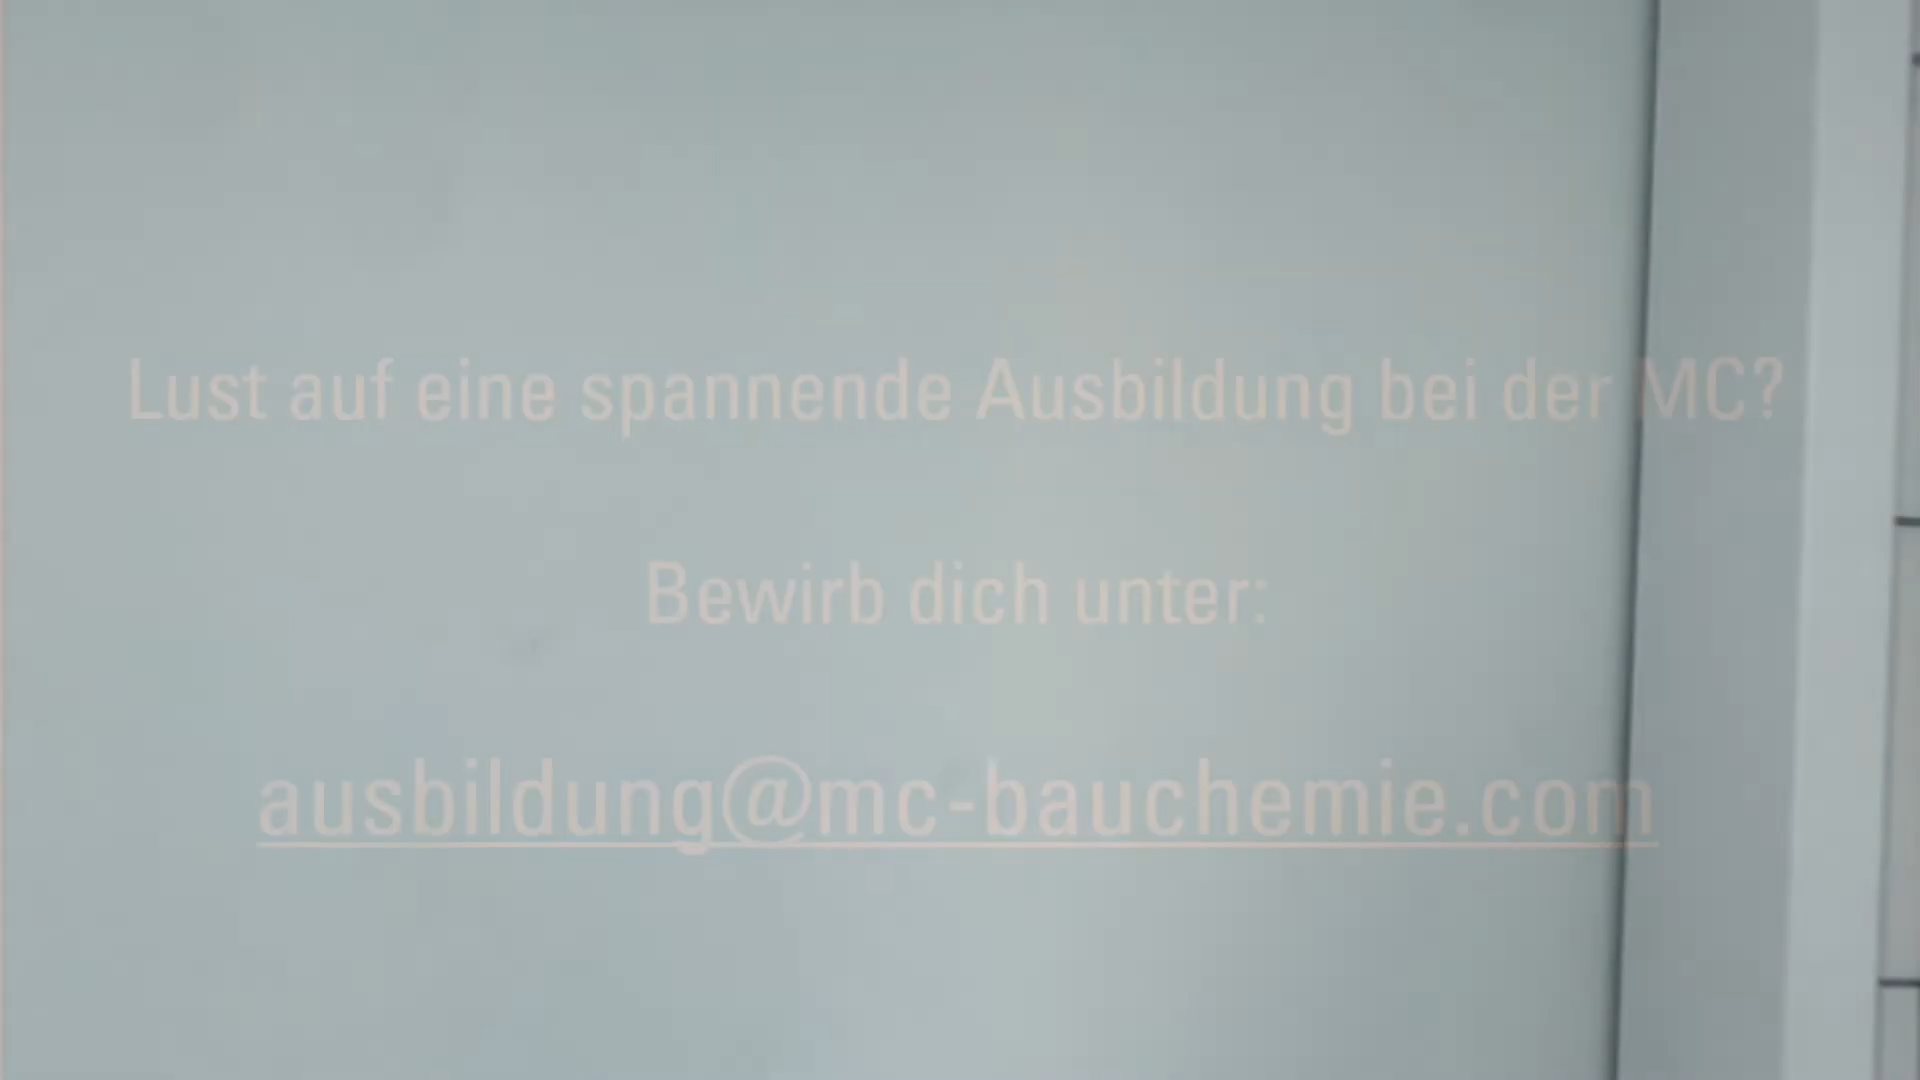 Lust auf eine spannende Ausbildung bei der MC?
Bewirb dich unter:
ausbildung@mc-bauchemie.com